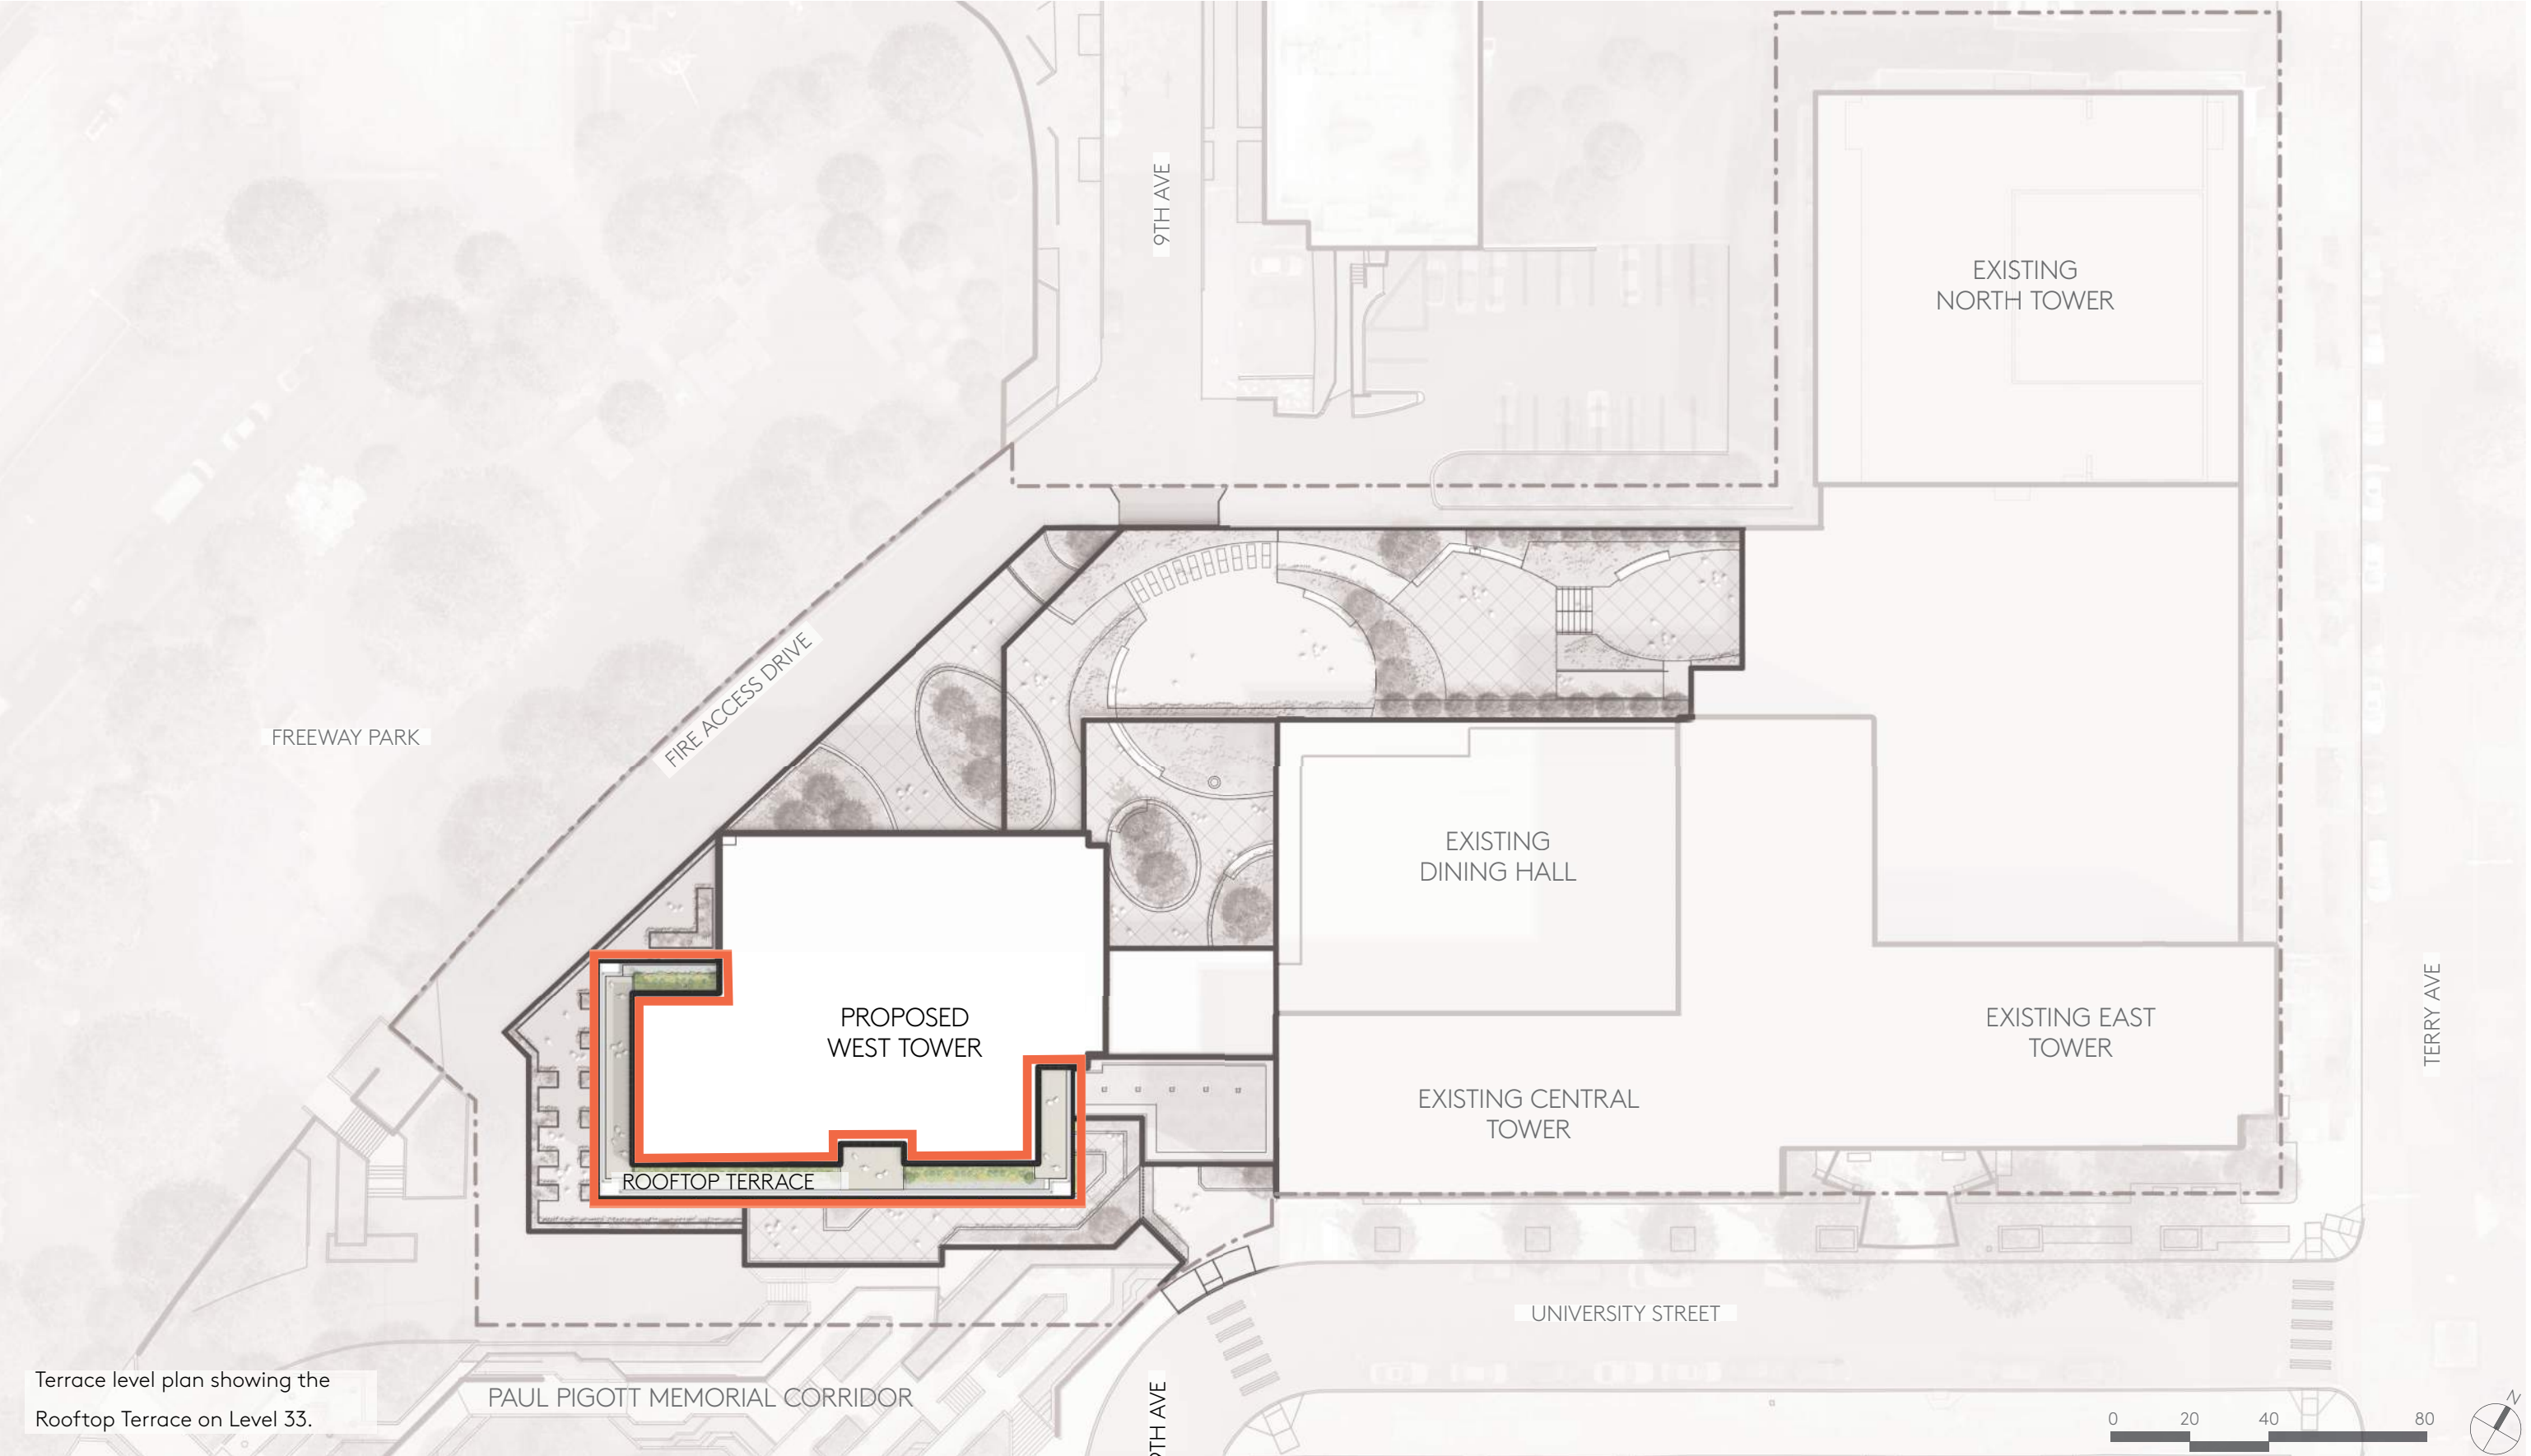 9TH AVE
EXISTING
NORTH TOWER
FIRE ACCESS DRIVE
FREEWAY PARK
EXISTING
DINING HALL
PROPOSED
WEST TOWER
EXISTING EAST
TOWER
TERRY AVE
EXISTING CENTRAL
TOWER
ROOFTOP TERRACE
UNIVERSITY STREET
Terrace level plan showing the
Rooftop Terrace on Level 33.
PAUL PIGOTT MEMORIAL CORRIDOR
9TH AVE
0 20 40 80
N